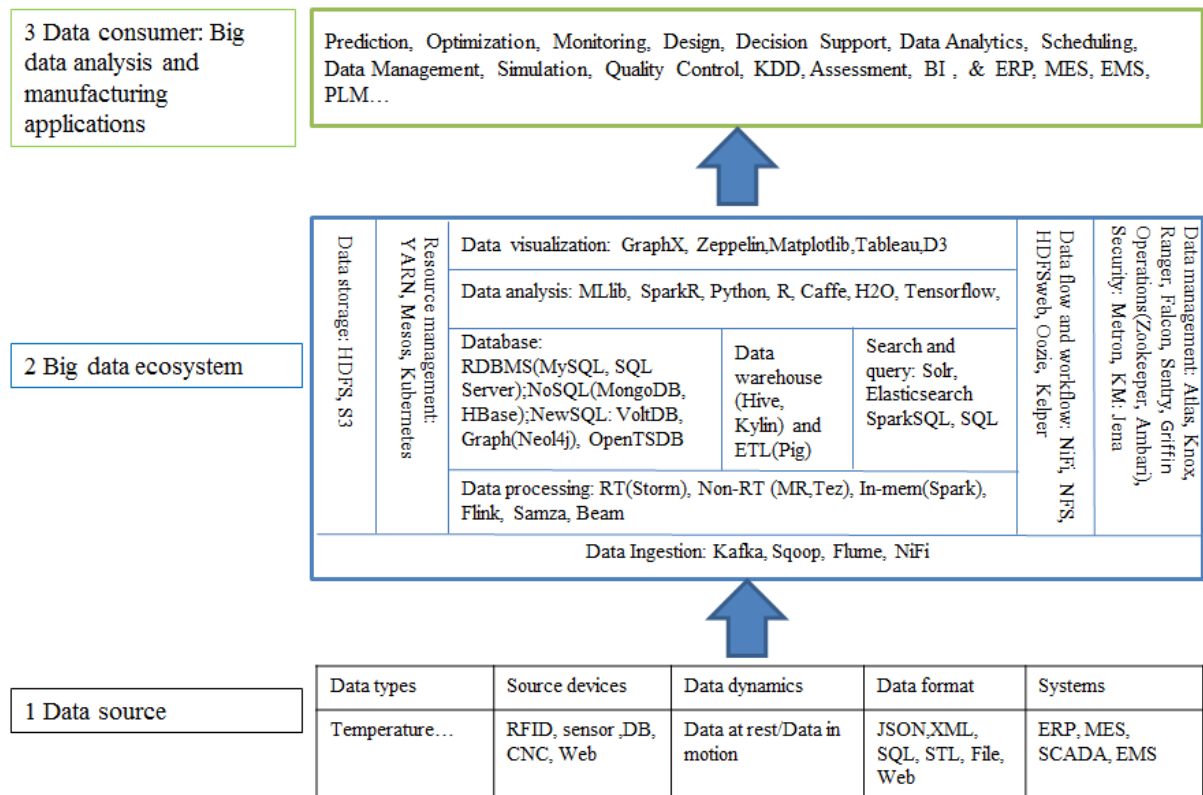 3 Data consumer: Big
data analysis and
manufacturing
applications
Prediction, Optimization, Monitoring, Design, Decision Support, Data Analytics, Scheduling,
Data Management, Simulation, Quality Control, KDD, Assessment, BI , & ERP, MES, EMS,
PLM…
2 Big data ecosystem
Data storage: HDFS, S3
Resource management:
YARN, Mesos, Kubernetes
Data visualization: GraphX, Zeppelin,Matplotlib,Tableau,D3
Data analysis: MLlib, SparkR, Python, R, Caffe, H2O, Tensorflow,
Database:
RDBMS(MySQL, SQL
Server);NoSQL(MongoDB,
HBase);NewSQL: VoltDB,
Graph(Neol4j), OpenTSDB
Data
warehouse
(Hive,
Kylin) and
ETL(Pig)
Search and
query: Solr,
Elasticsearch
SparkSQL, SQL
Data processing: RT(Storm), Non-RT (MR,Tez), In-mem(Spark),
Flink, Samza, Beam
Data flow and workflow: NiFi, NFS,
HDFSweb, Oozie, Kelper
Data management: Atlas, Knox,
Ranger, Falcon, Sentry, Griffin
Operations(Zookeeper, Ambari),
Security: Metron, KM: Jena
Data Ingestion: Kafka, Sqoop, Flume, NiFi
1 Data source
Data types
Source devices
Data dynamics
Data format
Systems
Temperature…
RFID, sensor ,DB,
CNC, Web
Data at rest/Data in
motion
JSON,XML,
SQL, STL, File,
Web
ERP, MES,
SCADA, EMS